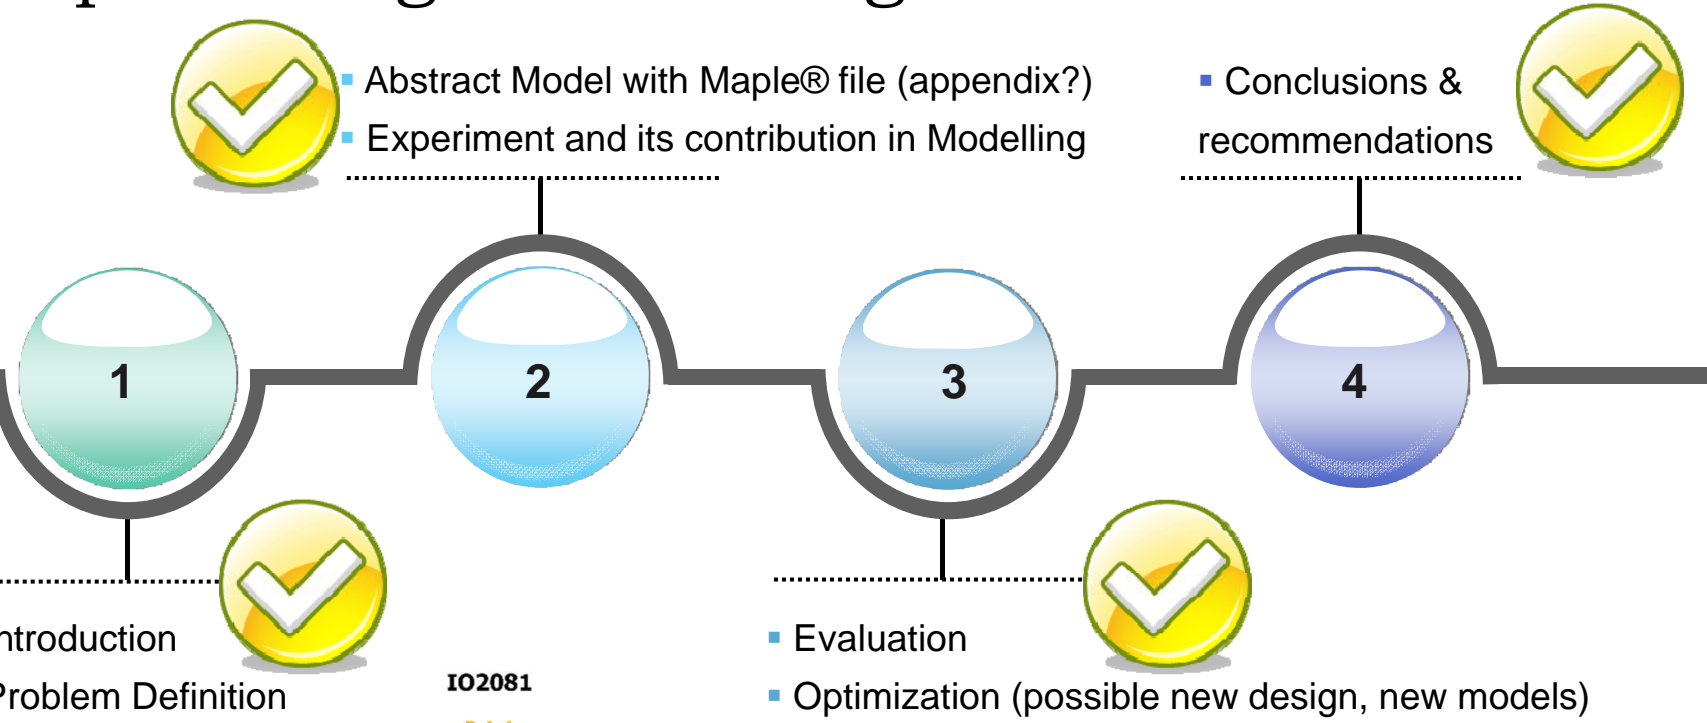 Abstract Model with Maple® file (appendix?)
Experiment and its contribution in Modelling
Conclusions &
recommendations
1
2
3
4
ntroduction
Problem Definition
IO2081
Evaluation
Optimization (possible new design, new models)